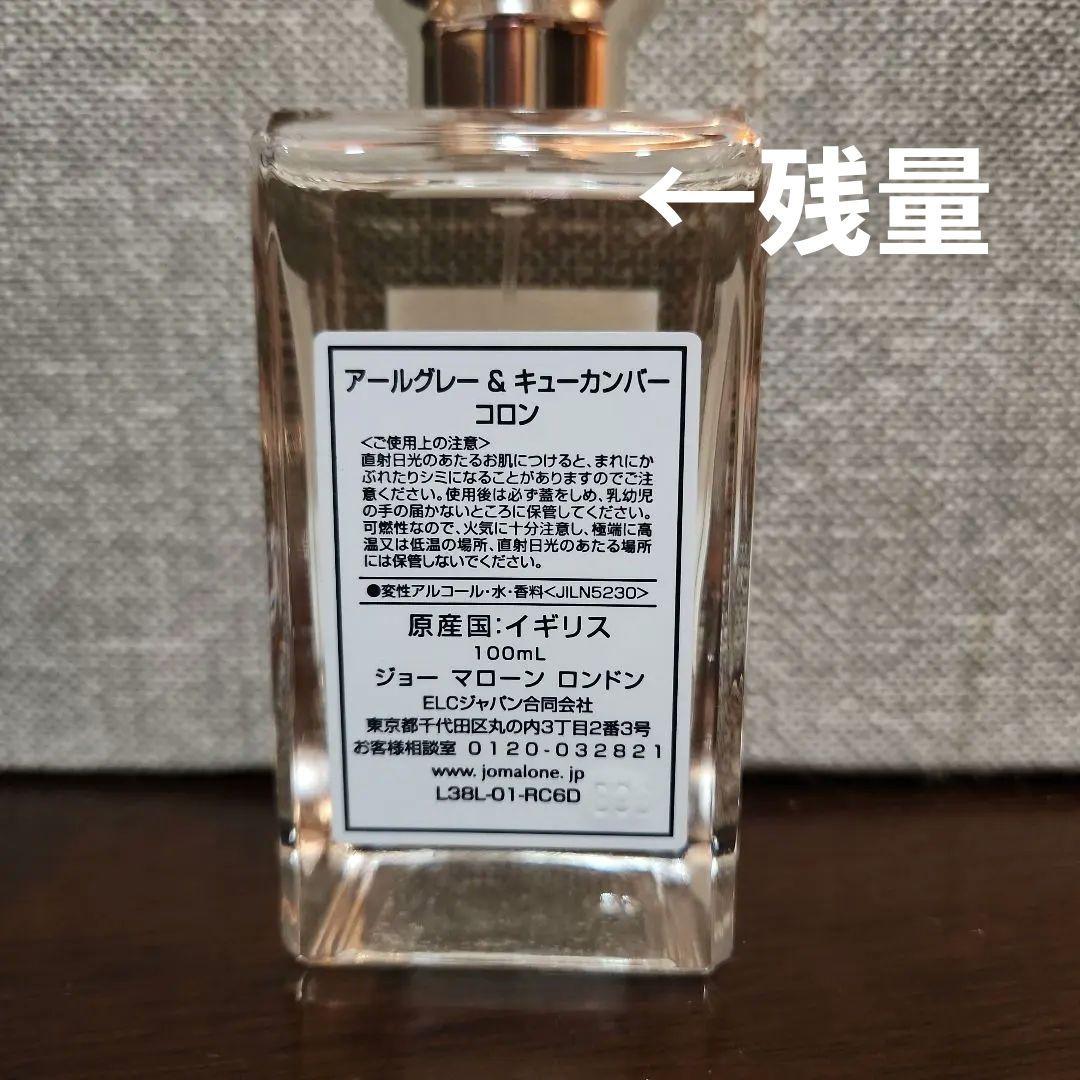 ←残量
アールグレー & キューカンバー
コロン
<ご使用上の注意>
直射日光のあたるお肌につけると、まれにか
ぶれたりシミになることがありますのでご注
意ください。使用後は必ず蓋をしめ、乳幼児
の手の届かないところに保管してください。
可燃性なので、火気に十分注意し、極端に高
温又は低温の場所、直射日光のあたる場所
には保管しないでください。
●変性アルコール・水・香料<JILN5230>
原産国：イギリス
100mL
ジョー マローン ロンドン
ELCジャパン合同会社
東京都千代田区丸の内3丁目2番3号
お客様相談室 0120-032821
www. jomalone. jp
L38L-01-RC6D